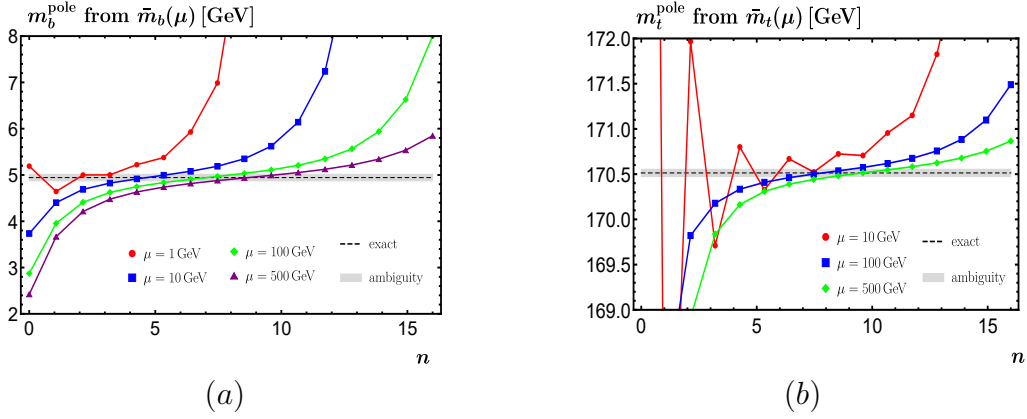 m_b^pole from m̄_b(μ) [GeV]
8
7
6
5
4
3
2
0 5 10 15
n
μ = 1 GeV
μ = 10 GeV
μ = 100 GeV
μ = 500 GeV
exact
ambiguity
(a)
m_t^pole from m̄_t(μ) [GeV]
172.0
171.5
171.0
170.5
170.0
169.5
169.0
0 5 10 15
n
μ = 10 GeV
μ = 100 GeV
μ = 500 GeV
exact
ambiguity
(b)